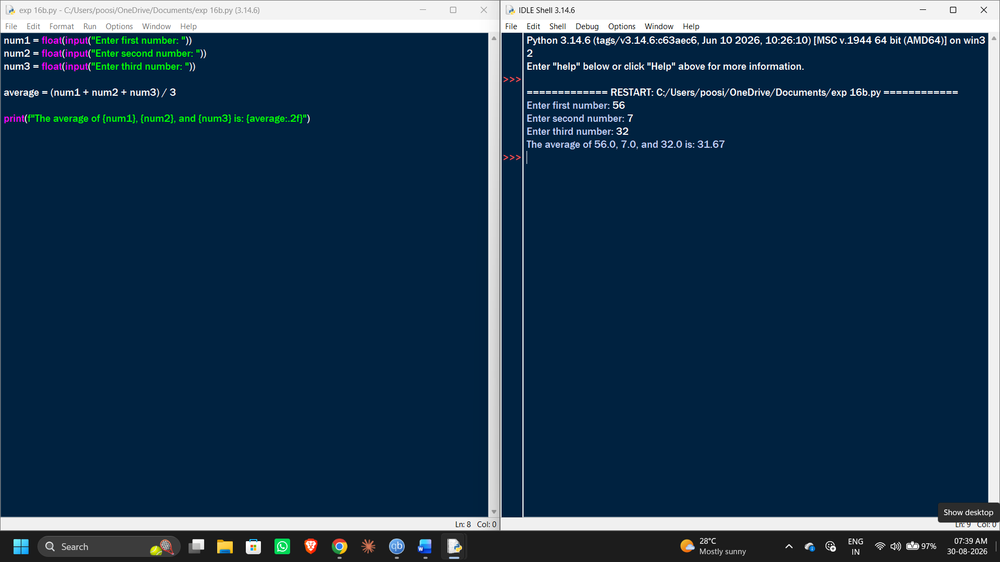 exp 16b.py - C:/Users/poosi/OneDrive/Documents/exp 16b.py (3.14.6)
File Edit Format Run Options Window Help
num1 = float(input("Enter first number: "))
num2 = float(input("Enter second number: "))
num3 = float(input("Enter third number: "))
average = (num1 + num2 + num3) / 3
print(f"The average of {num1}, {num2}, and {num3} is: {average:.2f}")
Ln: 8 Col: 0
IDLE Shell 3.14.6
File Edit Shell Debug Options Window Help
Python 3.14.6 (tags/v3.14.6:c63aec6, Jun 10 2026, 10:26:10) [MSC v.1944 64 bit (AMD64)] on win3
2
Enter "help" below or click "Help" above for more information.
>>>
============= RESTART: C:/Users/poosi/OneDrive/Documents/exp 16b.py ============
Enter first number: 56
Enter second number: 7
Enter third number: 32
The average of 56.0, 7.0, and 32.0 is: 31.67
>>>
Show desktop
Ln: 9 Col: 0
Search
qb
W
28°C
Mostly sunny
ENG
IN
97%
07:39 AM
30-08-2026